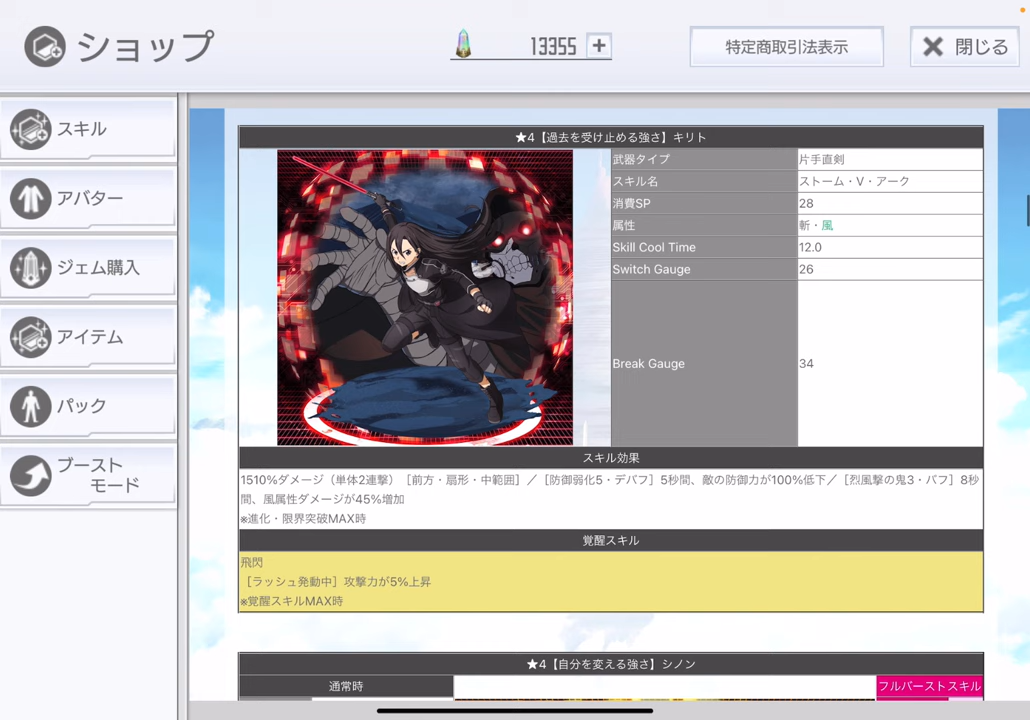 ショップ
13355
特定商取引法表示
閉じる
スキル
アバター
ジェム購入
アイテム
パック
ブースト
モード
★4【過去を受け止める強さ】キリト
武器タイプ 片手直剣
スキル名 ストーム・V・アーク
消費SP 28
属性 斬・風
Skill Cool Time 12.0
Switch Gauge 26
Break Gauge 34
スキル効果
1510%ダメージ（単体2連撃）［前方・扇形・中範囲］／［防御弱化5・デバフ］5秒間、敵の防御力が100%低下／［烈風撃の鬼3・バフ］8秒
間、風属性ダメージが45%増加
※進化・限界突破MAX時
覚醒スキル
飛閃
［ラッシュ発動中］攻撃力が5%上昇
※覚醒スキルMAX時
★4【自分を変える強さ】シノン
通常時 フルバーストスキル